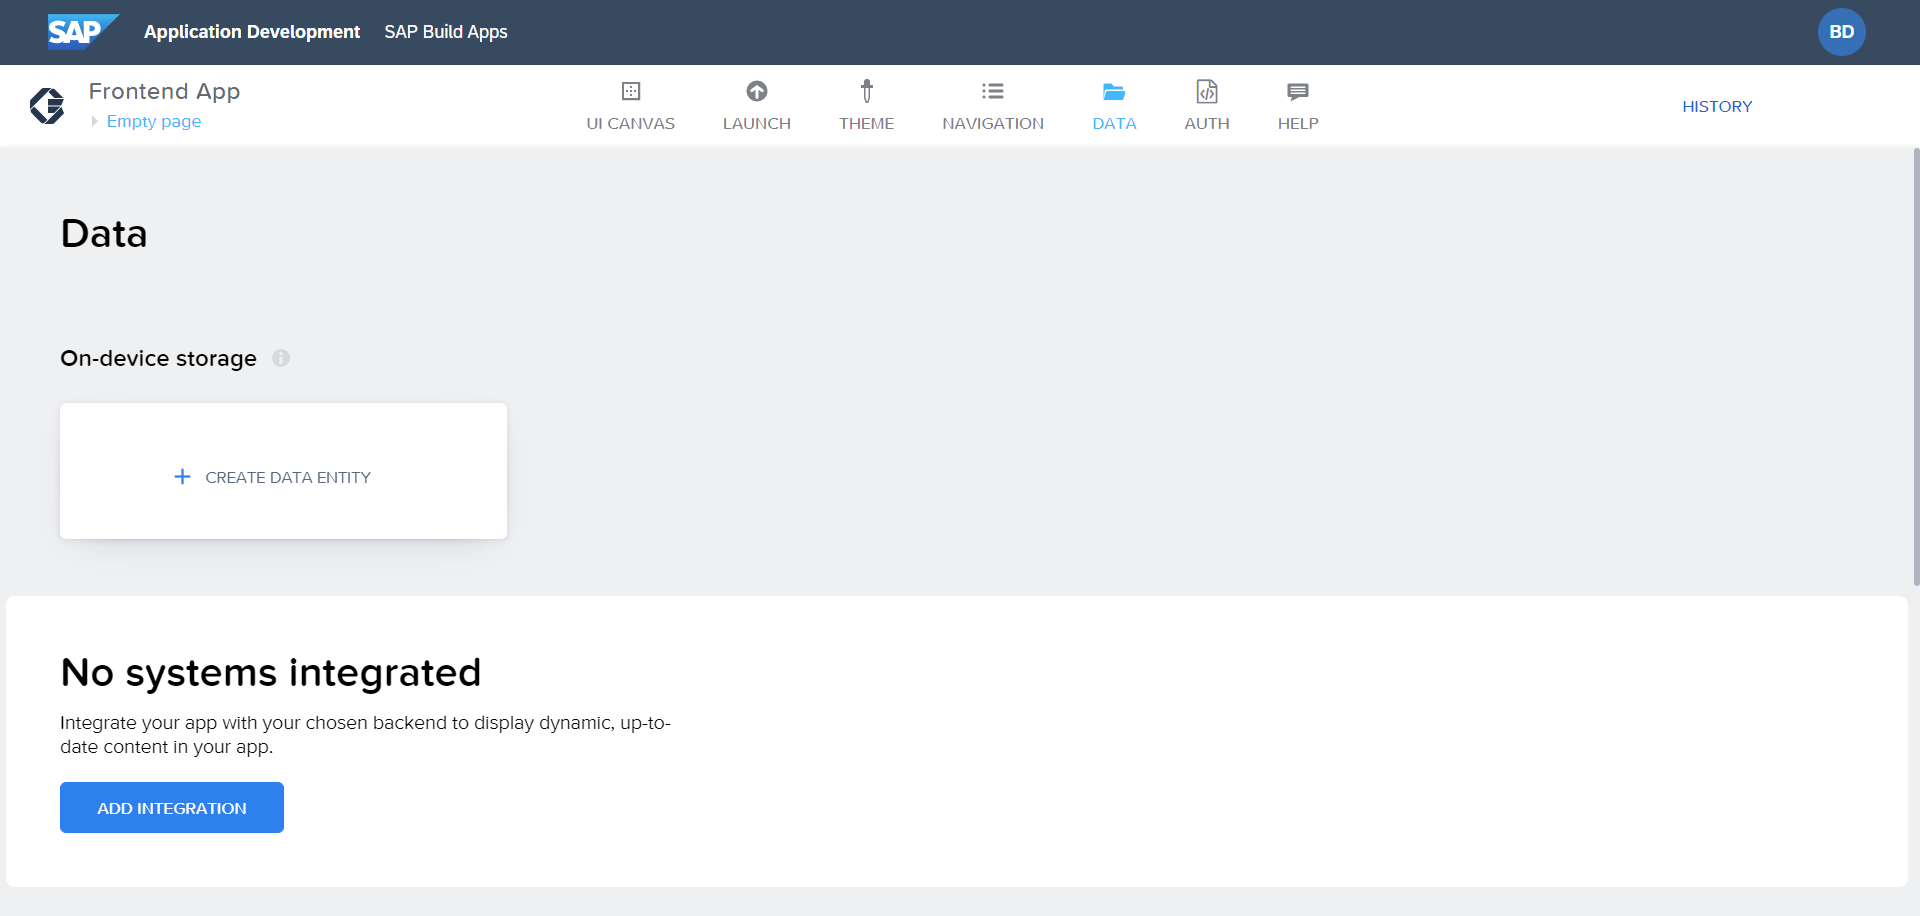 SAP Application Development SAP Build Apps BD
Frontend App
Empty page
UI CANVAS LAUNCH THEME NAVIGATION DATA AUTH HELP
HISTORY
Data
On-device storage
CREATE DATA ENTITY
No systems integrated
Integrate your app with your chosen backend to display dynamic, up-to-
date content in your app.
ADD INTEGRATION